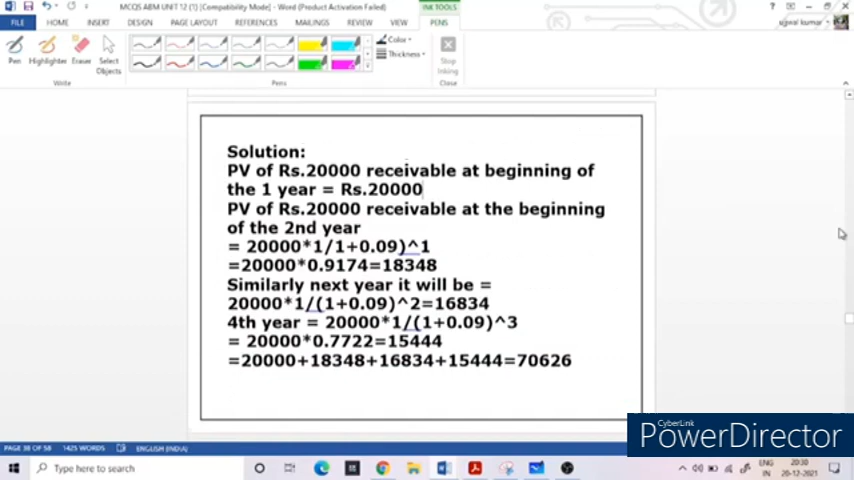 MCQS ABM UNIT 12 (1) [Compatibility Mode] - Word (Product Activation Failed)
INK TOOLS
FILE HOME INSERT DESIGN PAGE LAYOUT REFERENCES MAILINGS REVIEW VIEW PENS
ujjwal kumar
Pen Highlighter Eraser Select Objects
Color
Thickness
Stop Inking
Write Pens Close
Solution:
PV of Rs.20000 receivable at beginning of
the 1 year = Rs.20000
PV of Rs.20000 receivable at the beginning
of the 2nd year
= 20000*1/1+0.09)^1
=20000*0.9174=18348
Similarly next year it will be =
20000*1/(1+0.09)^2=16834
4th year = 20000*1/(1+0.09)^3
= 20000*0.7722=15444
=20000+18348+16834+15444=70626
CyberLink
PowerDirector
PAGE 38 OF 58 1425 WORDS ENGLISH (INDIA)
Type here to search
ENG 20:30
IN 20-12-2021